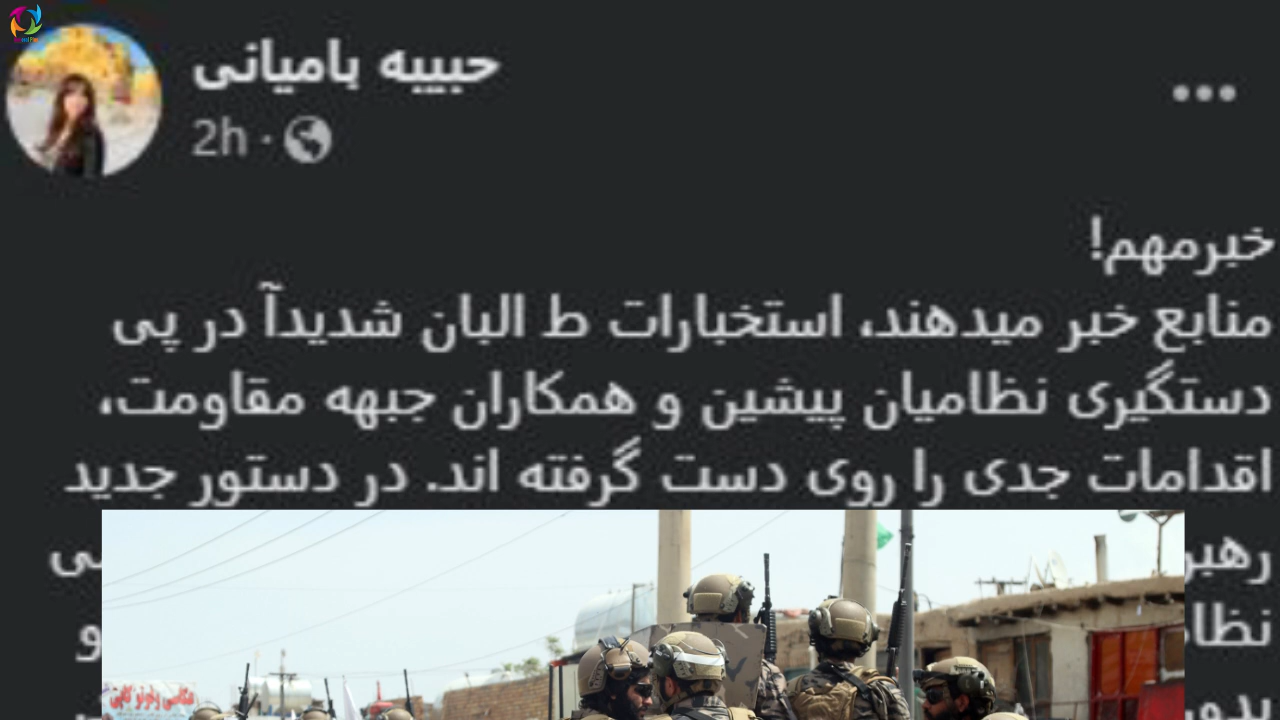 حبیبه بامیانی
2h ·
خبرمهم!
منابع خبر میدهند، استخبارات ط البان شدیدآ در پی
دستگیری نظامیان پیشین و همکاران جبهه مقاومت،
اقدامات جدی را روی دست گرفته اند. در دستور جدید
و